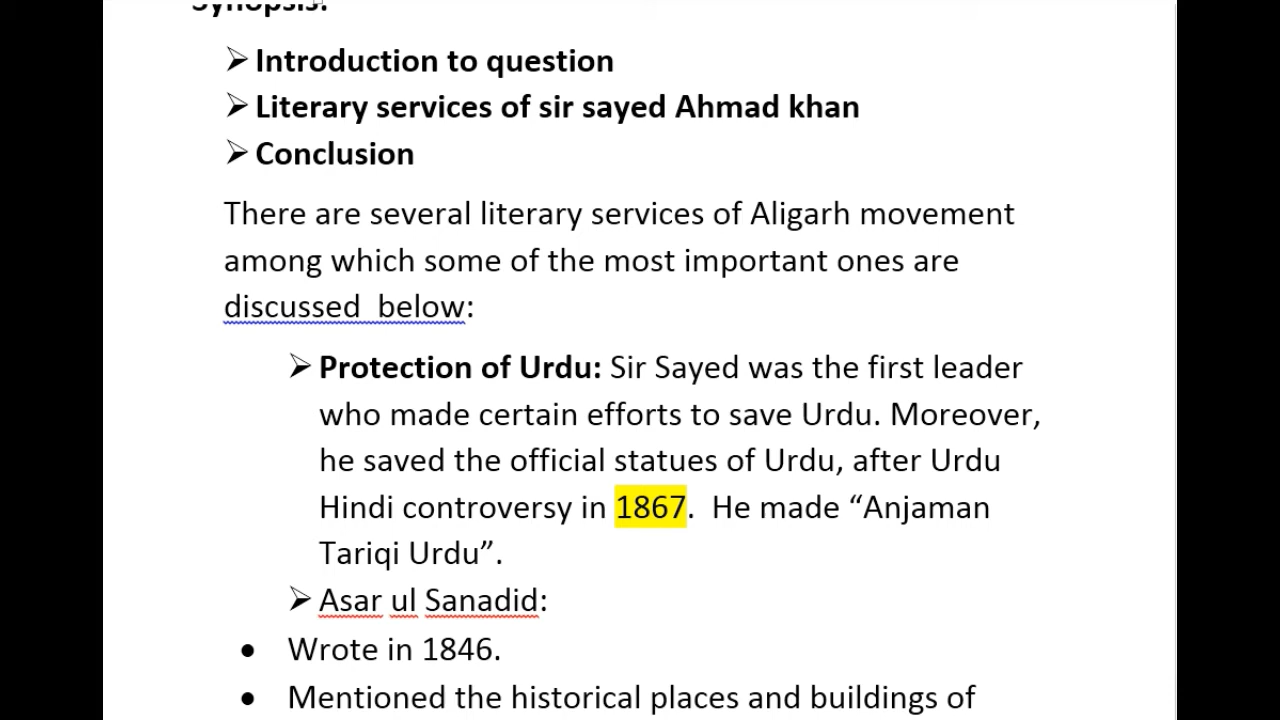 Synopsis:
➢ Introduction to question
➢ Literary services of sir sayed Ahmad khan
➢ Conclusion
There are several literary services of Aligarh movement
among which some of the most important ones are
discussed  below:
➢ Protection of Urdu: Sir Sayed was the first leader
who made certain efforts to save Urdu. Moreover,
he saved the official statues of Urdu, after Urdu
Hindi controversy in 1867.  He made “Anjaman
Tariqi Urdu”.
➢ Asar ul Sanadid:
• Wrote in 1846.
• Mentioned the historical places and buildings of